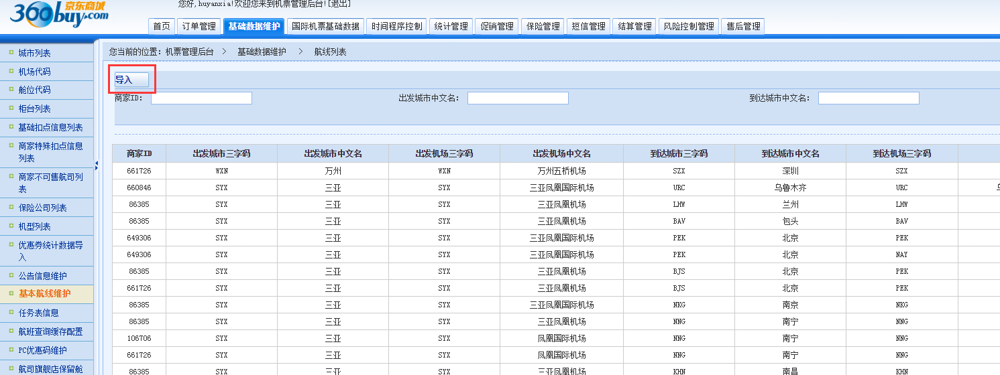 360buy.com 京东商城
您好,huyanxia!欢迎您来到机票管理后台![退出]
首页 订单管理 基础数据维护 国际机票基础数据 时间程序控制 统计管理 促销管理 保险管理 短信管理 结算管理 风险控制管理 售后管理
城市列表
机场代码
舱位代码
柜台列表
基础扣点信息列表
商家特殊扣点信息
列表
商家不可售航司列
表
保险公司列表
机型列表
优惠券统计数据导
入
公告信息维护
基本航线维护
任务表信息
航班查询缓存配置
PC优惠码维护
航司旗舰店保留舱
您当前的位置: 机票管理后台 > 基础数据维护 > 航线列表
导入
商家ID: 出发城市中文名: 到达城市中文名:
商家ID 出发城市三字码 出发城市中文名 出发机场三字码 出发机场中文名 到达城市三字码 到达城市中文名 到达机场三字码
661726 WXN 万州 WXN 万州五桥机场 SZX 深圳 SZX
660846 SYX 三亚 SYX 三亚凤凰国际机场 URC 乌鲁木齐 URC
86385 SYX 三亚 SYX 三亚凤凰机场 LHW 兰州 LHW
86385 SYX 三亚 SYX 三亚凤凰机场 BAV 包头 BAV
649306 SYX 三亚 SYX 三亚凤凰国际机场 PEK 北京 PEK
649306 SYX 三亚 SYX 三亚凤凰国际机场 PEK 北京 NAY
86385 SYX 三亚 SYX 三亚凤凰机场 BJS 北京 PEK
661726 SYX 三亚 SYX 三亚凤凰机场 BJS 北京 PEK
86385 SYX 三亚 SYX 三亚凤凰国际机场 NKG 南京 NKG
86385 SYX 三亚 SYX 三亚凤凰机场 NNG 南宁 NNG
106706 SYX 三亚 SYX 凤凰国际机场 NNG 南宁 NNG
661726 SYX 三亚 SYX 凤凰国际机场 NNG 南宁 NNG
86385 SYX 三亚 SYX 三亚凤凰机场 KHN 南昌 KHN